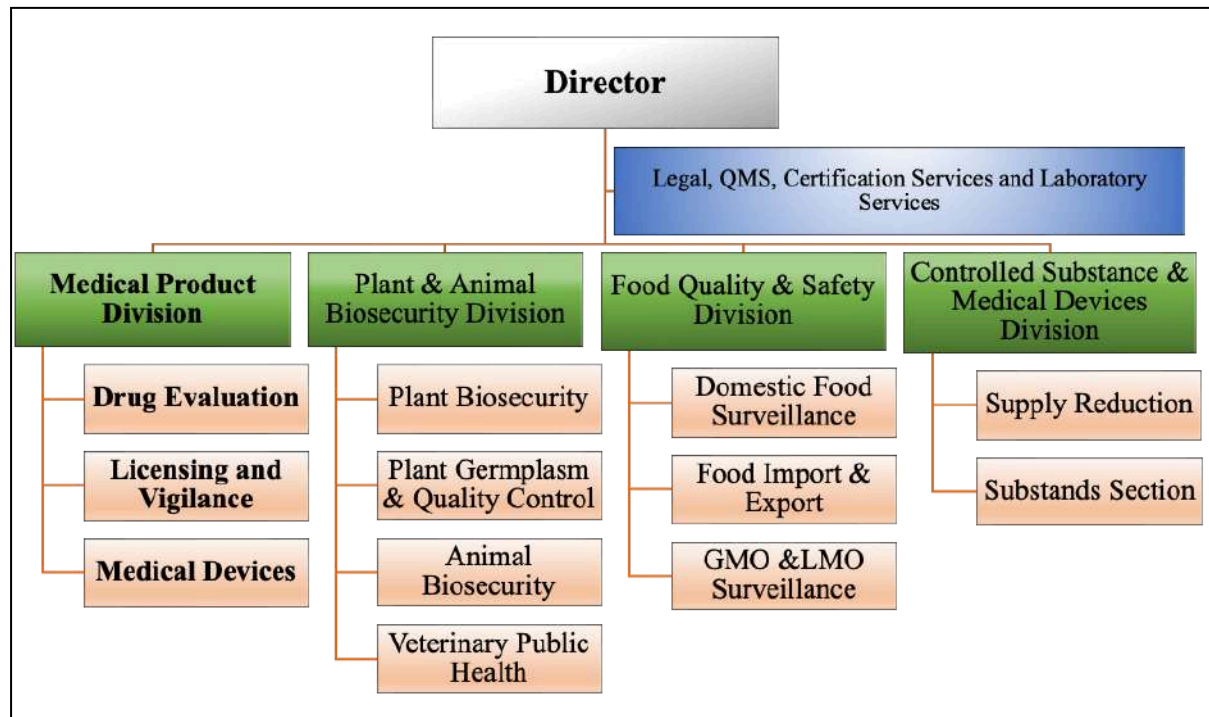 Director
Legal, QMS, Certification Services and Laboratory
Services
Medical Product
Division
Plant & Animal
Biosecurity Division
Food Quality & Safety
Division
Controlled Substance &
Medical Devices
Division
Drug Evaluation
Licensing and
Vigilance
Medical Devices
Plant Biosecurity
Plant Germplasm
& Quality Control
Animal
Biosecurity
Veterinary Public
Health
Domestic Food
Surveillance
Food Import &
Export
GMO &LMO
Surveillance
Supply Reduction
Substands Section